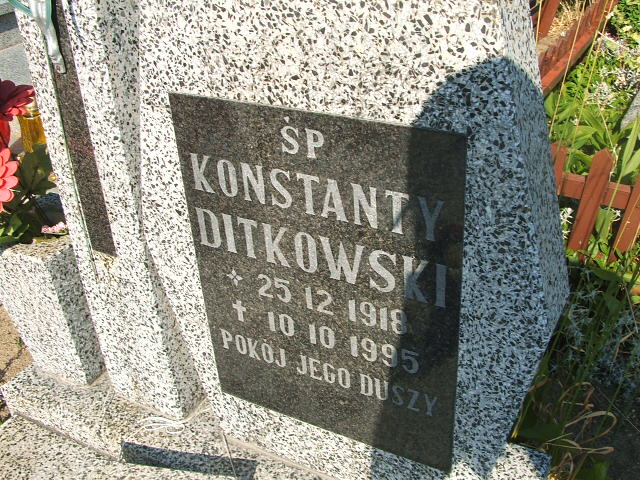 ŚP
KONSTANTY
DITKOWSKI
25 12 1918
10 10 1995
POKÓJ JEGO DUSZY